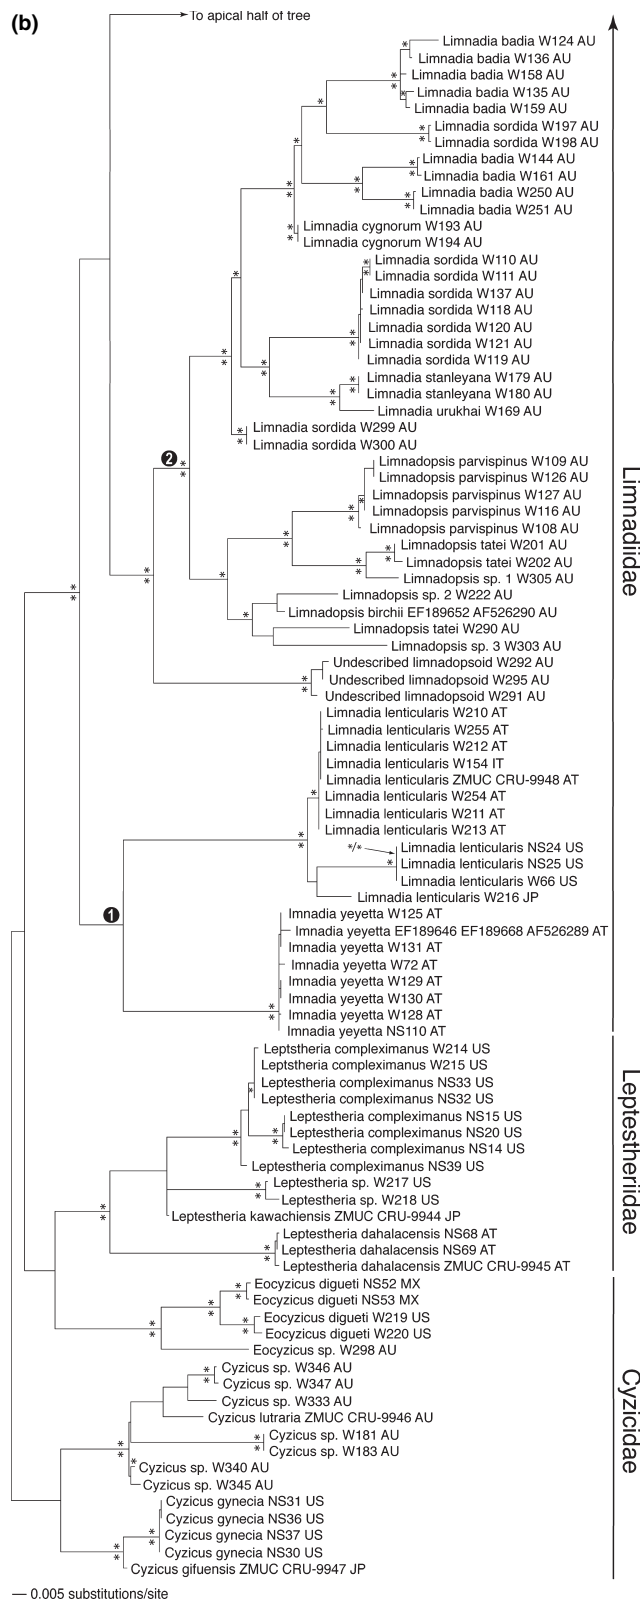 (b)
To apical half of tree
Limnadia badia W124 AU
Limnadia badia W136 AU
Limnadia badia W158 AU
Limnadia badia W135 AU
Limnadia badia W159 AU
Limnadia sordida W197 AU
Limnadia sordida W198 AU
Limnadia badia W144 AU
Limnadia badia W161 AU
Limnadia badia W250 AU
Limnadia badia W251 AU
Limnadia cygnorum W193 AU
Limnadia cygnorum W194 AU
Limnadia sordida W110 AU
Limnadia sordida W111 AU
Limnadia sordida W137 AU
Limnadia sordida W118 AU
Limnadia sordida W120 AU
Limnadia sordida W121 AU
Limnadia sordida W119 AU
Limnadia stanleyana W179 AU
Limnadia stanleyana W180 AU
Limnadia urukhai W169 AU
Limnadia sordida W299 AU
Limnadia sordida W300 AU
2
Limnadopsis parvispinus W109 AU
Limnadopsis parvispinus W126 AU
Limnadopsis parvispinus W127 AU
Limnadopsis parvispinus W116 AU
Limnadopsis parvispinus W108 AU
Limnadopsis tatei W201 AU
Limnadopsis tatei W202 AU
Limnadopsis sp. 1 W305 AU
Limnadopsis sp. 2 W222 AU
Limnadopsis birchii EF189652 AF526290 AU
Limnadopsis tatei W290 AU
Limnadopsis sp. 3 W303 AU
Undescribed limnadopsoid W292 AU
Undescribed limnadopsoid W295 AU
Undescribed limnadopsoid W291 AU
Limnadia lenticularis W210 AT
Limnadia lenticularis W255 AT
Limnadia lenticularis W212 AT
Limnadia lenticularis W154 IT
Limnadia lenticularis ZMUC CRU-9948 AT
Limnadia lenticularis W254 AT
Limnadia lenticularis W211 AT
Limnadia lenticularis W213 AT
*/*
Limnadia lenticularis NS24 US
Limnadia lenticularis NS25 US
Limnadia lenticularis W66 US
Limnadia lenticularis W216 JP
1
Imnadia yeyetta W125 AT
Imnadia yeyetta EF189646 EF189668 AF526289 AT
Imnadia yeyetta W131 AT
Imnadia yeyetta W72 AT
Imnadia yeyetta W129 AT
Imnadia yeyetta W130 AT
Imnadia yeyetta W128 AT
Imnadia yeyetta NS110 AT
Limnadiidae
Leptstheria compleximanus W214 US
Leptstheria compleximanus W215 US
Leptestheria compleximanus NS33 US
Leptestheria compleximanus NS32 US
Leptestheria compleximanus NS15 US
Leptestheria compleximanus NS20 US
Leptestheria compleximanus NS14 US
Leptestheria compleximanus NS39 US
Leptestheria sp. W217 US
Leptestheria sp. W218 US
Leptestheria kawachiensis ZMUC CRU-9944 JP
Leptestheria dahalacensis NS68 AT
Leptestheria dahalacensis NS69 AT
Leptestheria dahalacensis ZMUC CRU-9945 AT
Leptestheriidae
Eocyzicus digueti NS52 MX
Eocyzicus digueti NS53 MX
Eocyzicus digueti W219 US
Eocyzicus digueti W220 US
Eocyzicus sp. W298 AU
Cyzicus sp. W346 AU
Cyzicus sp. W347 AU
Cyzicus sp. W333 AU
Cyzicus lutraria ZMUC CRU-9946 AU
Cyzicus sp. W181 AU
Cyzicus sp. W183 AU
Cyzicus sp. W340 AU
Cyzicus sp. W345 AU
Cyzicus gynecia NS31 US
Cyzicus gynecia NS36 US
Cyzicus gynecia NS37 US
Cyzicus gynecia NS30 US
Cyzicus gifuensis ZMUC CRU-9947 JP
Cyzicidae
0.005 substitutions/site